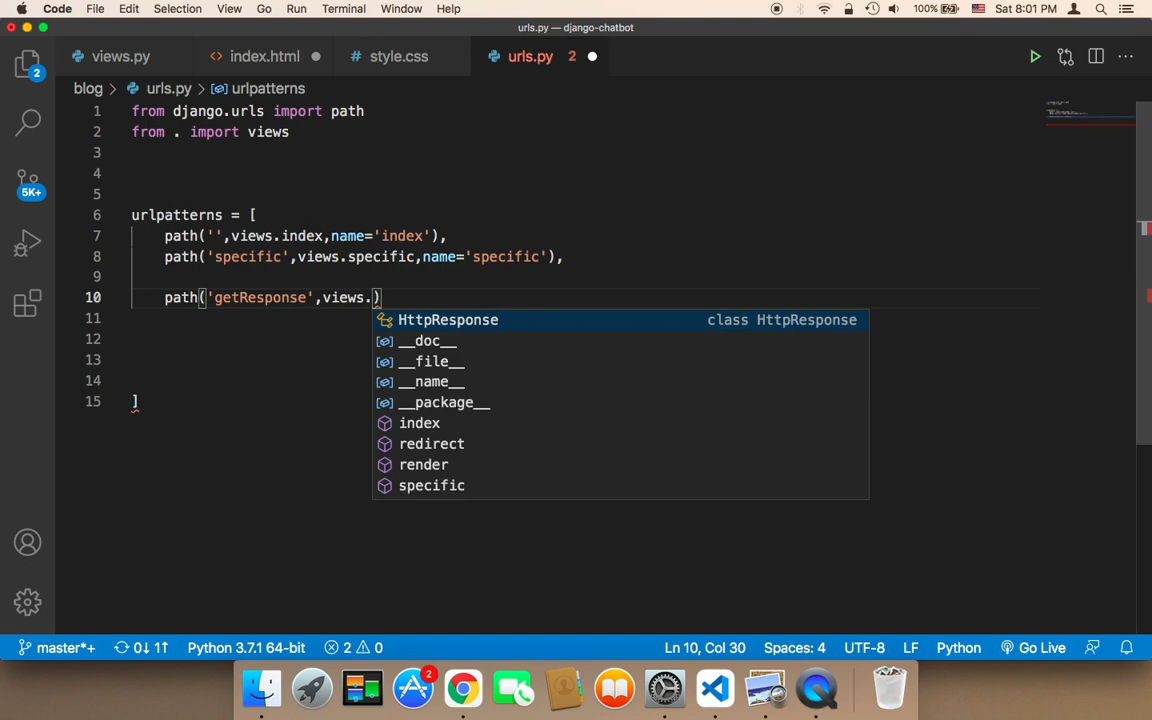 Code File Edit Selection View Go Run Terminal Window Help 100% Sat 8:01 PM
urls.py — django-chatbot
views.py <> index.html # style.css urls.py 2
2
blog > urls.py > urlpatterns
1 from django.urls import path
2 from . import views
3
4
5
5K+
6 urlpatterns = [
7 path('',views.index,name='index'),
8 path('specific',views.specific,name='specific'),
9
10 path('getResponse',views.)
11 HttpResponse class HttpResponse
12 __doc__
__file__
13 __name__
14 __package__
15 ]
index
redirect
render
specific
master*+ 0↓ 1↑ Python 3.7.1 64-bit 2 0 Ln 10, Col 30 Spaces: 4 UTF-8 LF Python Go Live
2